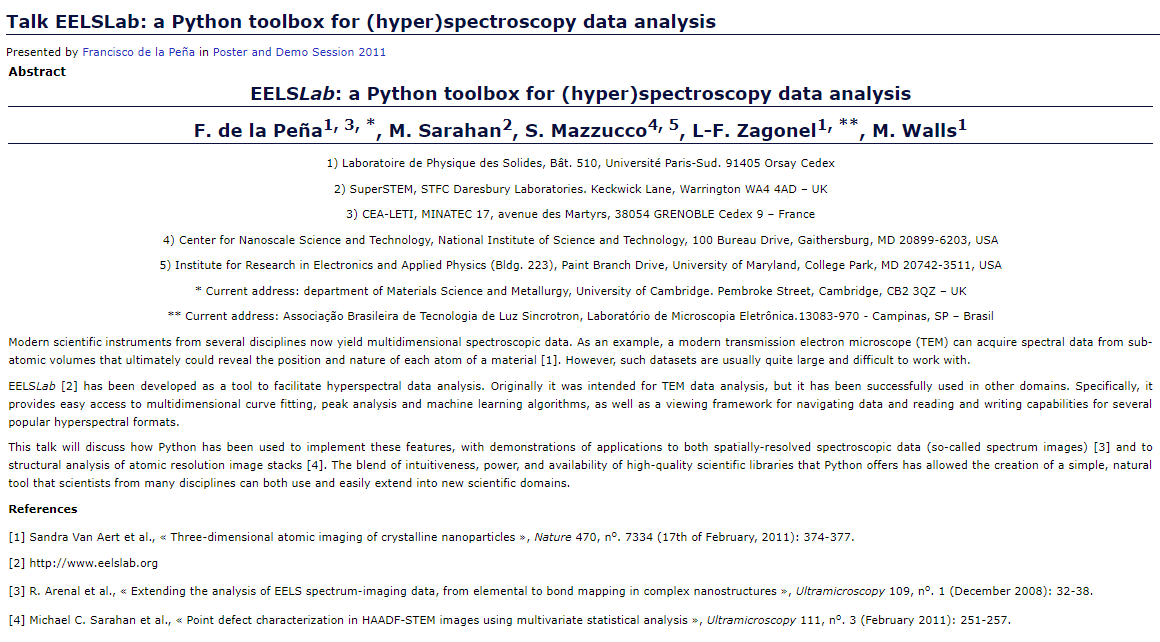 Talk EELSLab: a Python toolbox for (hyper)spectroscopy data analysis
Presented by Francisco de la Peña in Poster and Demo Session 2011
Abstract
EELSLab: a Python toolbox for (hyper)spectroscopy data analysis
F. de la Peña1, 3, *, M. Sarahan2, S. Mazzucco4, 5, L-F. Zagonel1, **, M. Walls1
1) Laboratoire de Physique des Solides, Bât. 510, Université Paris-Sud. 91405 Orsay Cedex
2) SuperSTEM, STFC Daresbury Laboratories. Keckwick Lane, Warrington WA4 4AD – UK
3) CEA-LETI, MINATEC 17, avenue des Martyrs, 38054 GRENOBLE Cedex 9 – France
4) Center for Nanoscale Science and Technology, National Institute of Science and Technology, 100 Bureau Drive, Gaithersburg, MD 20899-6203, USA
5) Institute for Research in Electronics and Applied Physics (Bldg. 223), Paint Branch Drive, University of Maryland, College Park, MD 20742-3511, USA
* Current address: department of Materials Science and Metallurgy, University of Cambridge. Pembroke Street, Cambridge, CB2 3QZ – UK
** Current address: Associação Brasileira de Tecnologia de Luz Sincrotron, Laboratório de Microscopia Eletrônica.13083-970 - Campinas, SP – Brasil
Modern scientific instruments from several disciplines now yield multidimensional spectroscopic data. As an example, a modern transmission electron microscope (TEM) can acquire spectral data from sub-
atomic volumes that ultimately could reveal the position and nature of each atom of a material [1]. However, such datasets are usually quite large and difficult to work with.
EELSLab [2] has been developed as a tool to facilitate hyperspectral data analysis. Originally it was intended for TEM data analysis, but it has been successfully used in other domains. Specifically, it
provides easy access to multidimensional curve fitting, peak analysis and machine learning algorithms, as well as a viewing framework for navigating data and reading and writing capabilities for several
popular hyperspectral formats.
This talk will discuss how Python has been used to implement these features, with demonstrations of applications to both spatially-resolved spectroscopic data (so-called spectrum images) [3] and to
structural analysis of atomic resolution image stacks [4]. The blend of intuitiveness, power, and availability of high-quality scientific libraries that Python offers has allowed the creation of a simple, natural
tool that scientists from many disciplines can both use and easily extend into new scientific domains.
References
[1] Sandra Van Aert et al., « Three-dimensional atomic imaging of crystalline nanoparticles », Nature 470, nº. 7334 (17th of February, 2011): 374-377.
[2] http://www.eelslab.org
[3] R. Arenal et al., « Extending the analysis of EELS spectrum-imaging data, from elemental to bond mapping in complex nanostructures », Ultramicroscopy 109, nº. 1 (December 2008): 32-38.
[4] Michael C. Sarahan et al., « Point defect characterization in HAADF-STEM images using multivariate statistical analysis », Ultramicroscopy 111, nº. 3 (February 2011): 251-257.